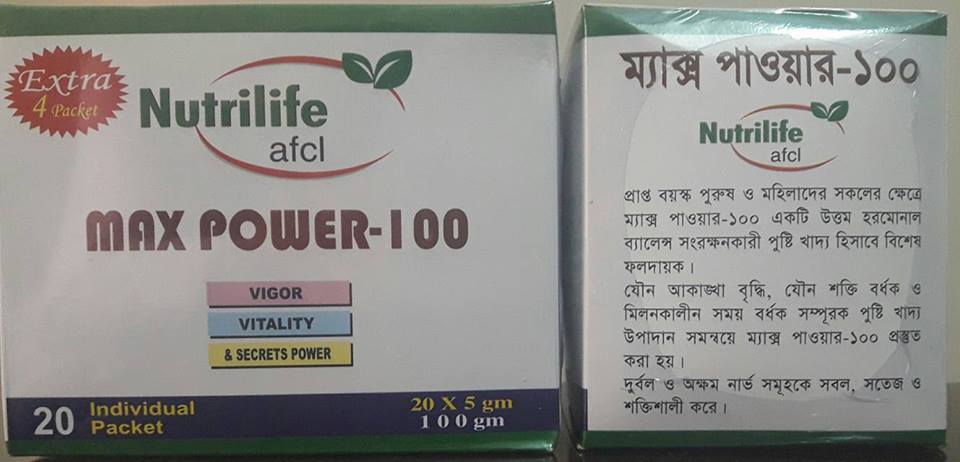 Extra
4 Packet
Nutrilife
afcl
MAX POWER-100
VIGOR
VITALITY
& SECRETS POWER
20 Individual
Packet
20 X 5 gm
100 gm
ম্যাক্স পাওয়ার-১০০
Nutrilife
afcl
প্রাপ্ত বয়স্ক পুরুষ ও মহিলাদের সকলের ক্ষেত্রে
ম্যাক্স পাওয়ার-১০০ একটি উত্তম হরমোনাল
ব্যালেন্স সংরক্ষনকারী পুষ্টি খাদ্য হিসাবে বিশেষ
ফলদায়ক।
যৌন আকাঙ্খা বৃদ্ধি, যৌন শক্তি বর্ধক ও
মিলনকালীন সময় বর্ধক সম্পূরক পুষ্টি খাদ্য
উপাদান সমন্বয়ে ম্যাক্স পাওয়ার-১০০ প্রস্তুত
করা হয়।
দুর্বল ও অক্ষম নার্ভ সমূহকে সবল, সতেজ ও
শক্তিশালী করে।